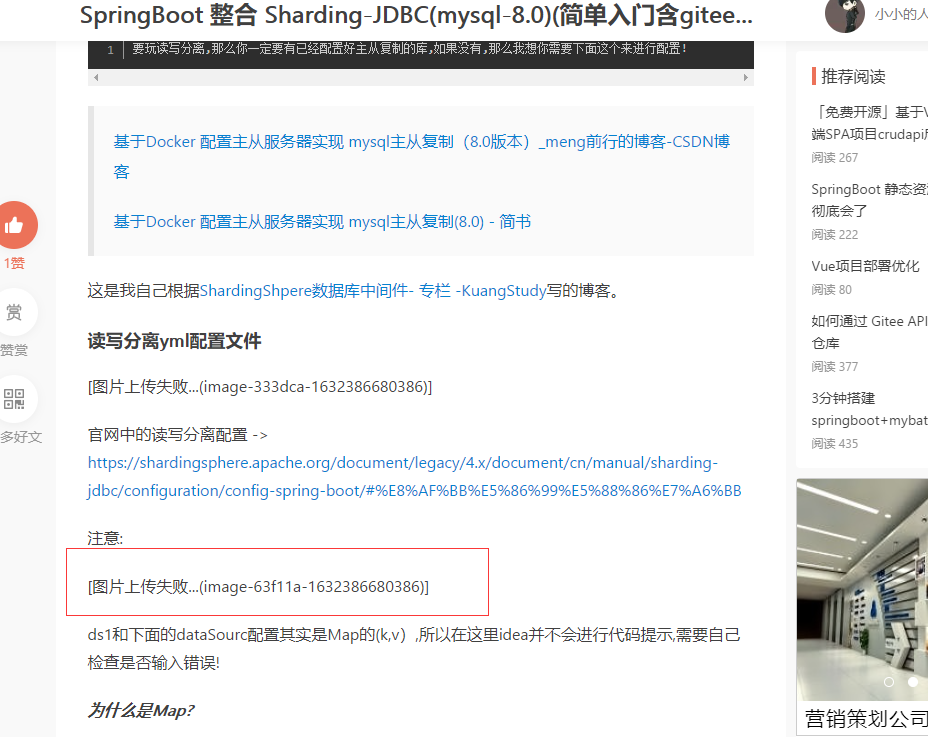 SpringBoot 整合 Sharding-JDBC(mysql-8.0)(简单入门含gitee...
小小的人
1 要玩读写分离,那么你一定要有已经配置好主从复制的库,如果没有,那么我想你需要下面这个来进行配置!
基于Docker 配置主从服务器实现 mysql主从复制（8.0版本）_meng前行的博客-CSDN博
客
基于Docker 配置主从服务器实现 mysql主从复制(8.0) - 简书
1赞
赏
赞赏
多好文
这是我自己根据ShardingShpere数据库中间件- 专栏 -KuangStudy写的博客。
读写分离yml配置文件
[图片上传失败...(image-333dca-1632386680386)]
官网中的读写分离配置 ->
https://shardingsphere.apache.org/document/legacy/4.x/document/cn/manual/sharding-
jdbc/configuration/config-spring-boot/#%E8%AF%BB%E5%86%99%E5%88%86%E7%A6%BB
注意:
[图片上传失败...(image-63f11a-1632386680386)]
ds1和下面的dataSourc配置其实是Map的(k,v）,所以在这里idea并不会进行代码提示,需要自己
检查是否输入错误!
为什么是Map?
推荐阅读
「免费开源」基于V
端SPA项目crudapi
阅读 267
SpringBoot 静态资
彻底会了
阅读 222
Vue项目部署优化
阅读 80
如何通过 Gitee API
仓库
阅读 377
3分钟搭建
springboot+mybat
阅读 435
营销策划公司